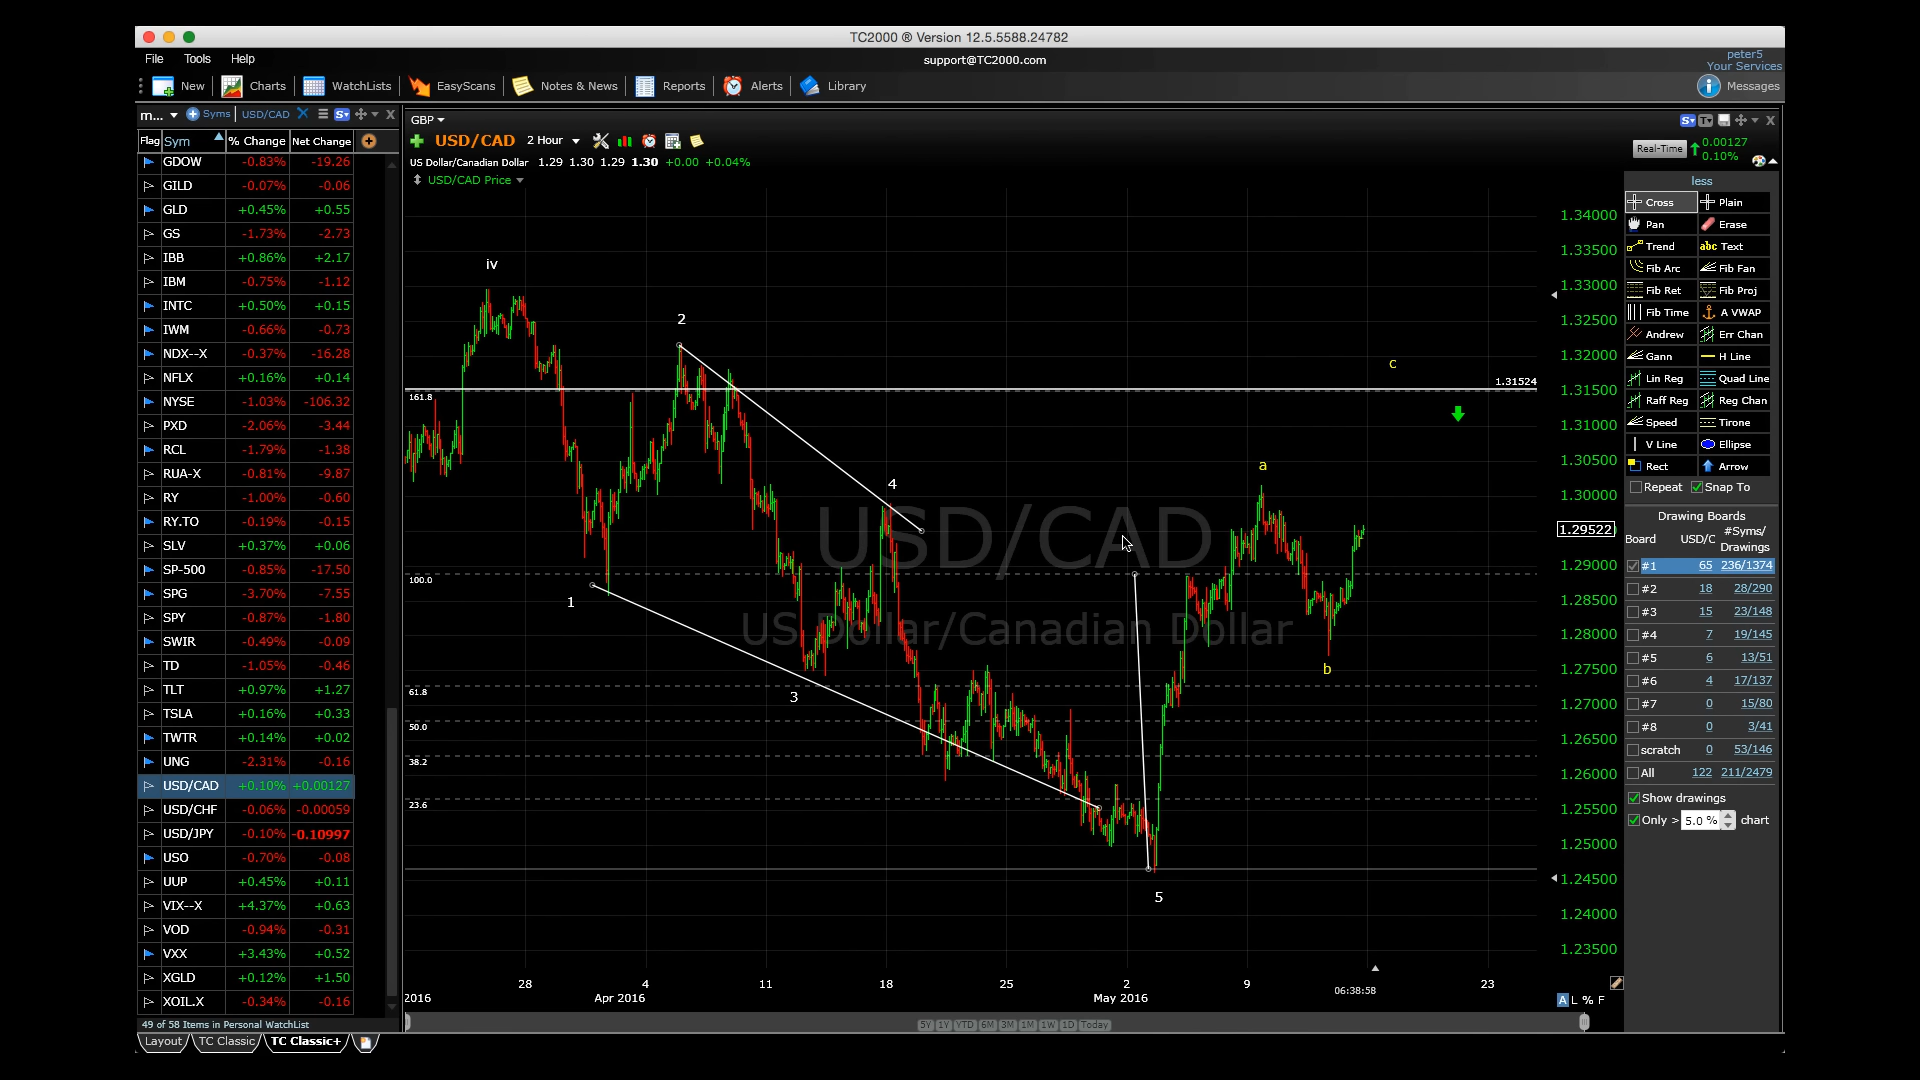 TC2000 ® Version 12.5.5588.24782
File Tools Help
support@TC2000.com
peter5
Your Services
New Charts WatchLists EasyScans Notes & News Reports Alerts Library Messages
m... Syms USD/CAD
Flag Sym % Change Net Change
GDOW -0.83% -19.26
GILD -0.07% -0.06
GLD +0.45% +0.55
GS -1.73% -2.73
IBB +0.86% +2.17
IBM -0.75% -1.12
INTC +0.50% +0.15
IWM -0.66% -0.73
NDX--X -0.37% -16.28
NFLX +0.16% +0.14
NYSE -1.03% -106.32
PXD -2.06% -3.44
RCL -1.79% -1.38
RUA-X -0.81% -9.87
RY -1.00% -0.60
RY.TO -0.19% -0.15
SLV +0.37% +0.06
SP-500 -0.85% -17.50
SPG -3.70% -7.55
SPY -0.87% -1.80
SWIR -0.49% -0.09
TD -1.05% -0.46
TLT +0.97% +1.27
TSLA +0.16% +0.33
TWTR +0.14% +0.02
UNG -2.31% -0.16
USD/CAD +0.10% +0.00127
USD/CHF -0.06% -0.00059
USD/JPY -0.10% -0.10997
USO -0.70% -0.08
UUP +0.45% +0.11
VIX--X +4.37% +0.63
VOD -0.94% -0.31
VXX +3.43% +0.52
XGLD +0.12% +1.50
XOIL.X -0.34% -0.16
49 of 58 Items in Personal WatchList
Layout TC Classic TC Classic+
GBP
USD/CAD 2 Hour
US Dollar/Canadian Dollar 1.29 1.30 1.29 1.30 +0.00 +0.04%
USD/CAD Price
Real-Time 0.00127
0.10%
USD/CAD
US Dollar/Canadian Dollar
iv
2
c
1.31524
161.8
a
4
100.0
1
b
61.8
3
50.0
38.2
23.6
5
1.34000
1.33500
1.33000
1.32500
1.32000
1.31500
1.31000
1.30500
1.30000
1.29522
1.29000
1.28500
1.28000
1.27500
1.27000
1.26500
1.26000
1.25500
1.25000
1.24500
1.24000
1.23500
28 4 11 18 25 2 9 23
2016 Apr 2016 May 2016 06:38:58
A L % F
5Y 1Y YTD 6M 3M 1M 1W 1D Today
less
Cross Plain
Pan Erase
Trend abc Text
Fib Arc Fib Fan
Fib Ret Fib Proj
Fib Time A VWAP
Andrew Err Chan
Gann H Line
Lin Reg Quad Line
Raff Reg Reg Chan
Speed Tirone
V Line Ellipse
Rect Arrow
Repeat Snap To
Drawing Boards
Board USD/C #Syms/
Drawings
#1 65 236/1374
#2 18 28/290
#3 15 23/148
#4 7 19/145
#5 6 13/51
#6 4 17/137
#7 0 15/80
#8 0 3/41
scratch 0 53/146
All 122 211/2479
Show drawings
Only > 5.0 % chart